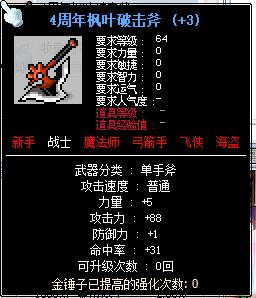 4周年枫叶破击斧 (+3)
要求等级: 64
要求力量: 0
要求触捷: 0
要求智力: 0
要求运气: 0
要求人气度: -
道具等级: -
道具经验值: -
新手 战士 魔法师 弓箭手 飞侠 海盗
武器分类 : 单手斧
攻击速度 : 普通
力量 : +5
攻击力 : +88
防御力 : +1
命中率 : +31
可升级次数 : 0回
金锤子已提高的强化次数: 0